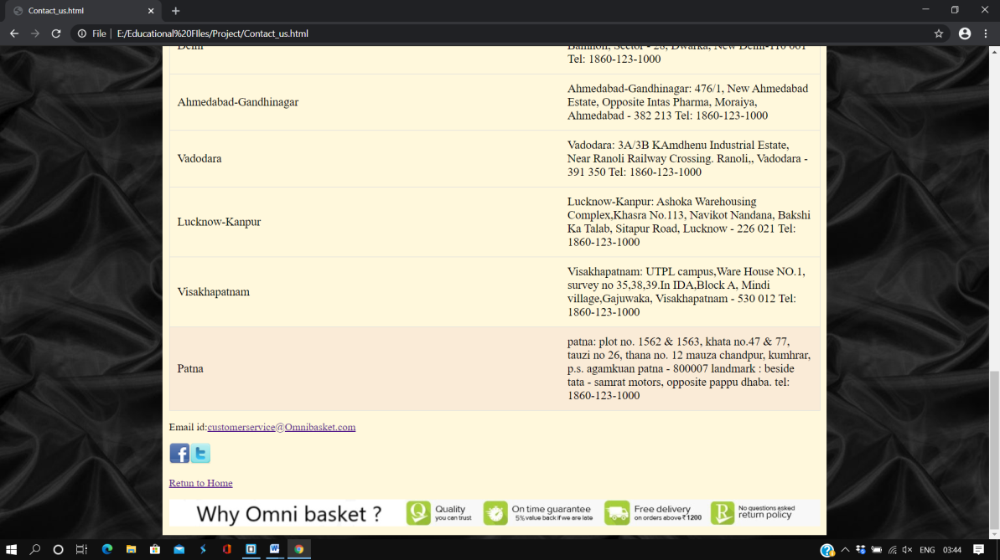 Contact_us.html
File | E:/Educational%20FIles/Project/Contact_us.html
Delhi
Bamnoli, Sector - 28, Dwarka, New Delhi-110 061
Tel: 1860-123-1000
Ahmedabad-Gandhinagar
Ahmedabad-Gandhinagar: 476/1, New Ahmedabad
Estate, Opposite Intas Pharma, Moraiya,
Ahmedabad - 382 213 Tel: 1860-123-1000
Vadodara
Vadodara: 3A/3B KAmdhenu Industrial Estate,
Near Ranoli Railway Crossing. Ranoli,, Vadodara -
391 350 Tel: 1860-123-1000
Lucknow-Kanpur
Lucknow-Kanpur: Ashoka Warehousing
Complex,Khasra No.113, Navikot Nandana, Bakshi
Ka Talab, Sitapur Road, Lucknow - 226 021 Tel:
1860-123-1000
Visakhapatnam
Visakhapatnam: UTPL campus,Ware House NO.1,
survey no 35,38,39.In IDA,Block A, Mindi
village,Gajuwaka, Visakhapatnam - 530 012 Tel:
1860-123-1000
Patna
patna: plot no. 1562 & 1563, khata no.47 & 77,
tauzi no 26, thana no. 12 mauza chandpur, kumhrar,
p.s. agamkuan patna - 800007 landmark : beside
tata - samrat motors, opposite pappu dhaba. tel:
1860-123-1000
Email id:customerservice@Omnibasket.com
Retun to Home
Why Omni basket ?
Quality
you can trust
On time guarantee
5% value back if we are late
Free delivery
on orders above ₹ 1200
No questions asked
return policy
ENG 03:44